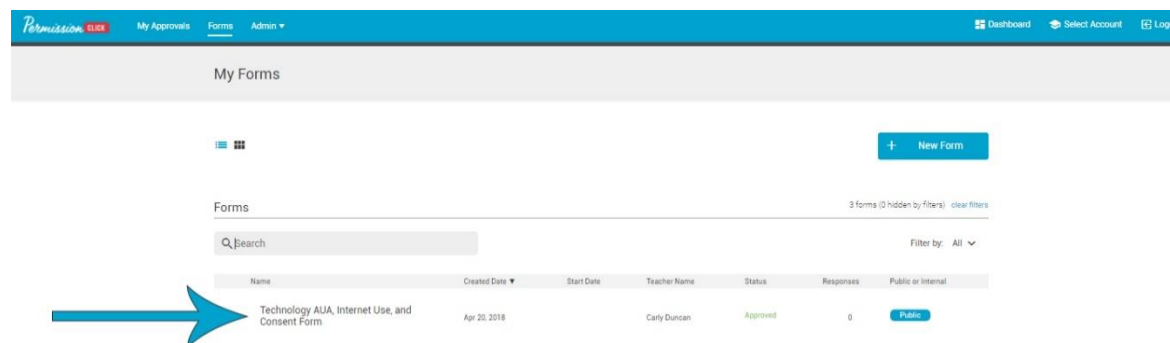 Permission CLICK My Approvals Forms Admin Dashboard Select Account Log
My Forms
+ New Form
Forms 3 forms (0 hidden by filters) clear filters
Search Filter by: All
Name Created Date ▼ Start Date Teacher Name Status Responses Public or Internal
Technology AUA, Internet Use, and
Consent Form Apr 20, 2018 Carly Duncan Approved 0 Public